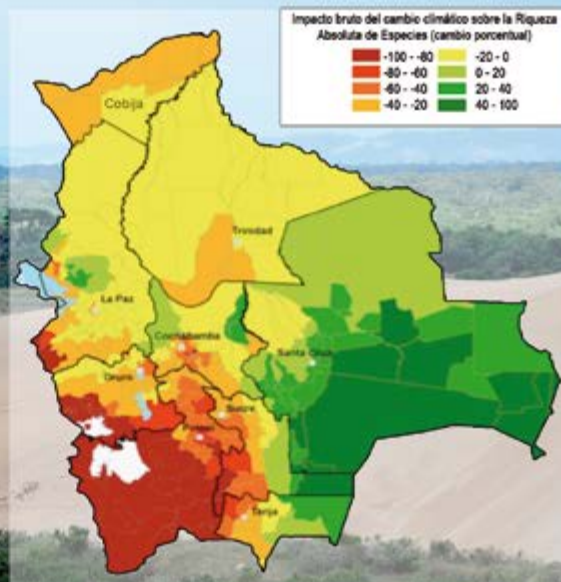 Impacto bruto del cambio climático sobre la Riqueza
Absoluta de Especies (cambio porcentual)
-100 - -80
-20 - 0
-80 - -60
0 - 20
-60 - -40
20 - 40
-40 - -20
40 - 100
Cobija
Trinidad
La Paz
Cochabamba
Santa Cruz
Oruro
Sucre
Potosí
Tarija